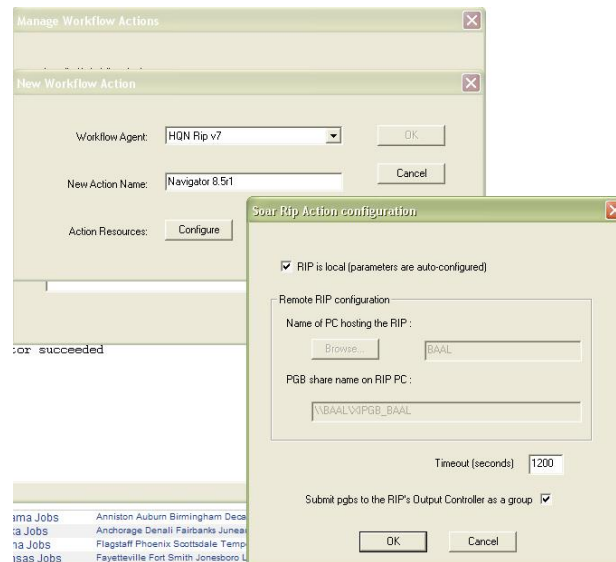 Manage Workflow Actions
New Workflow Action
Workflow Agent: HQN Rip v7 OK
New Action Name: Navigator 8.5r1 Cancel
Action Resources: Configure
Soar Rip Action configuration
RIP is local (parameters are auto-configured)
Remote RIP configuration
Name of PC hosting the RIP :
Browse... BAAL
PGB share name on RIP PC :
\\BAAL\XIPGB_BAAL
Timeout (seconds) 1200
Submit pgbs to the RIP's Output Controller as a group
OK Cancel
tor succeeded
ama Jobs Anniston Auburn Birmingham Deca
ka Jobs Anchorage Denali Fairbanks Junea
na Jobs Flagstaff Phoenix Scottsdale Temp
nsas Jobs Fayetteville Fort Smith Jonesboro L